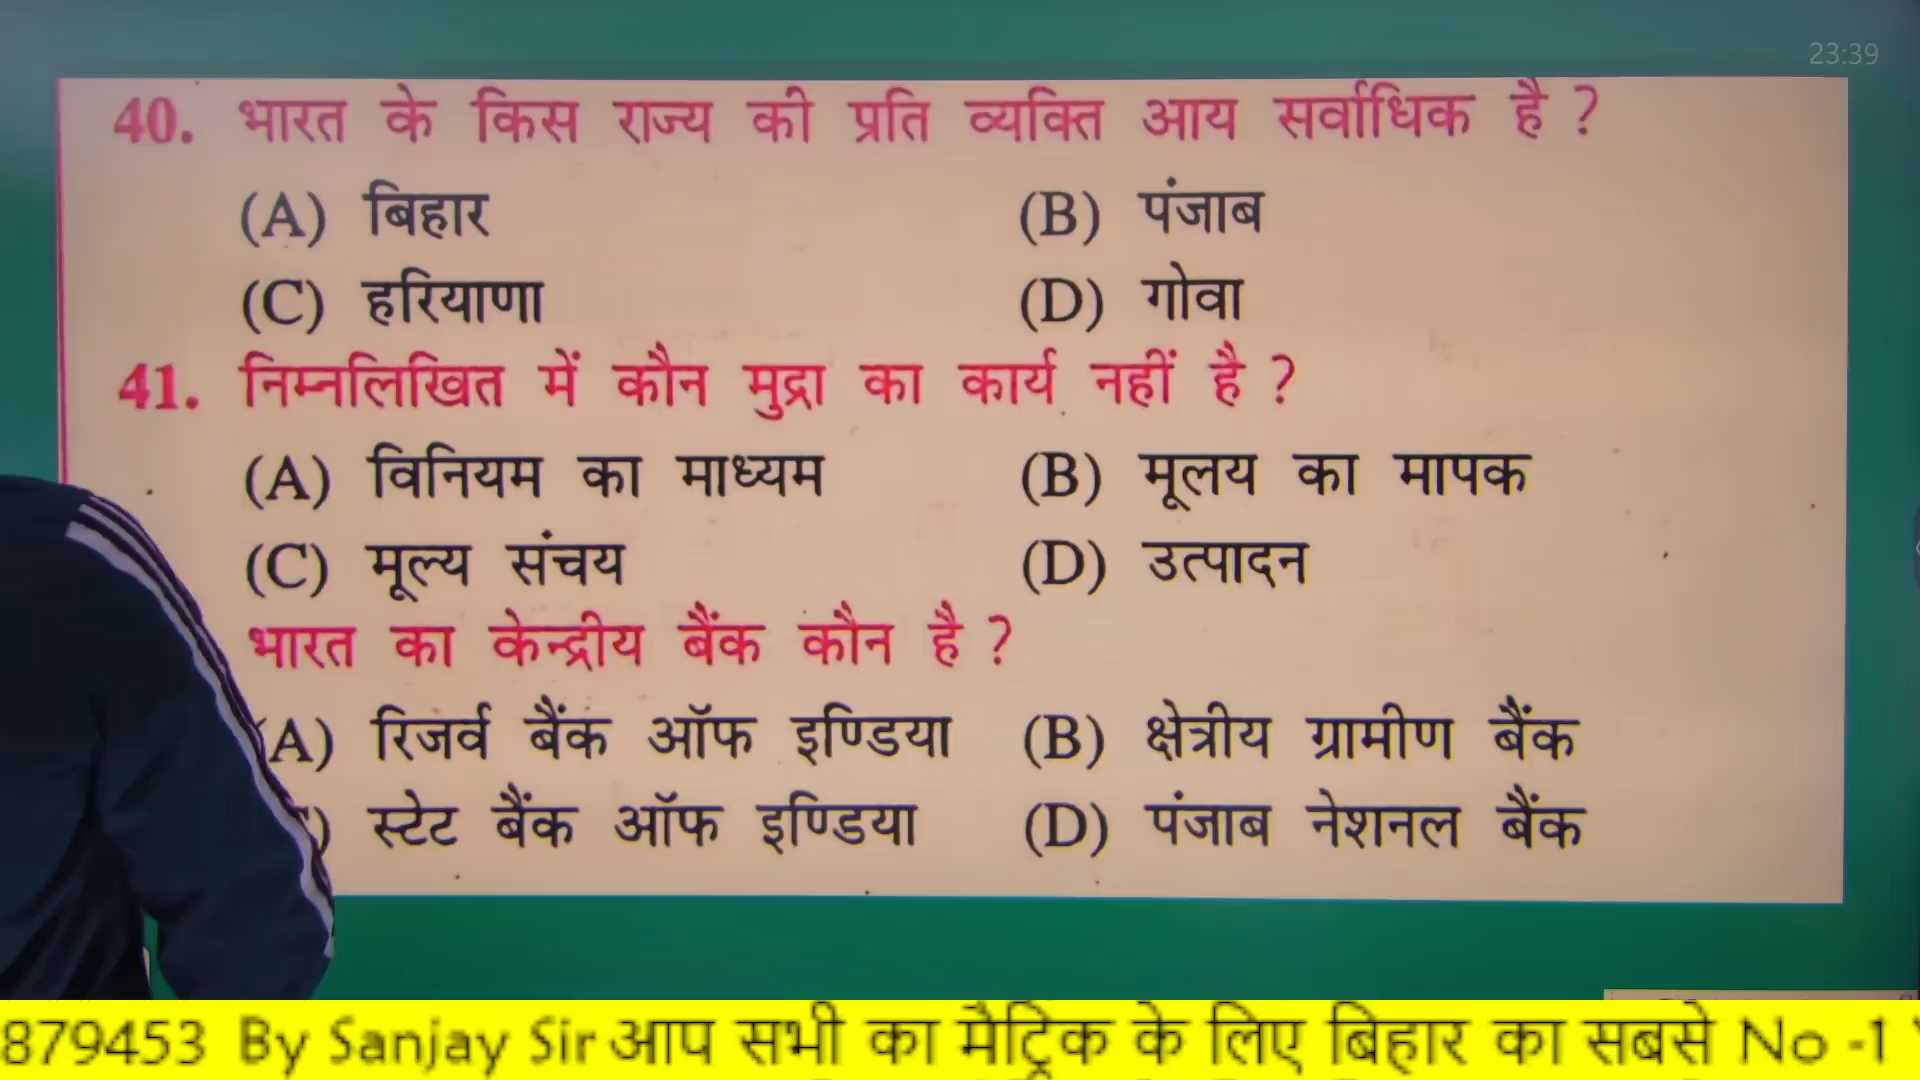 23:39
40. भारत के किस राज्य की प्रति व्यक्ति आय सर्वाधिक है ?
(A) बिहार (B) पंजाब
(C) हरियाणा (D) गोवा
41. निम्नलिखित में कौन मुद्रा का कार्य नहीं है ?
(A) विनियम का माध्यम (B) मूलय का मापक
(C) मूल्य संचय (D) उत्पादन
भारत का केन्द्रीय बैंक कौन है ?
(A) रिजर्व बैंक ऑफ इण्डिया (B) क्षेत्रीय ग्रामीण बैंक
) स्टेट बैंक ऑफ इण्डिया (D) पंजाब नेशनल बैंक
879453 By Sanjay Sir आप सभी का मैट्रिक के लिए बिहार का सबसे No -1